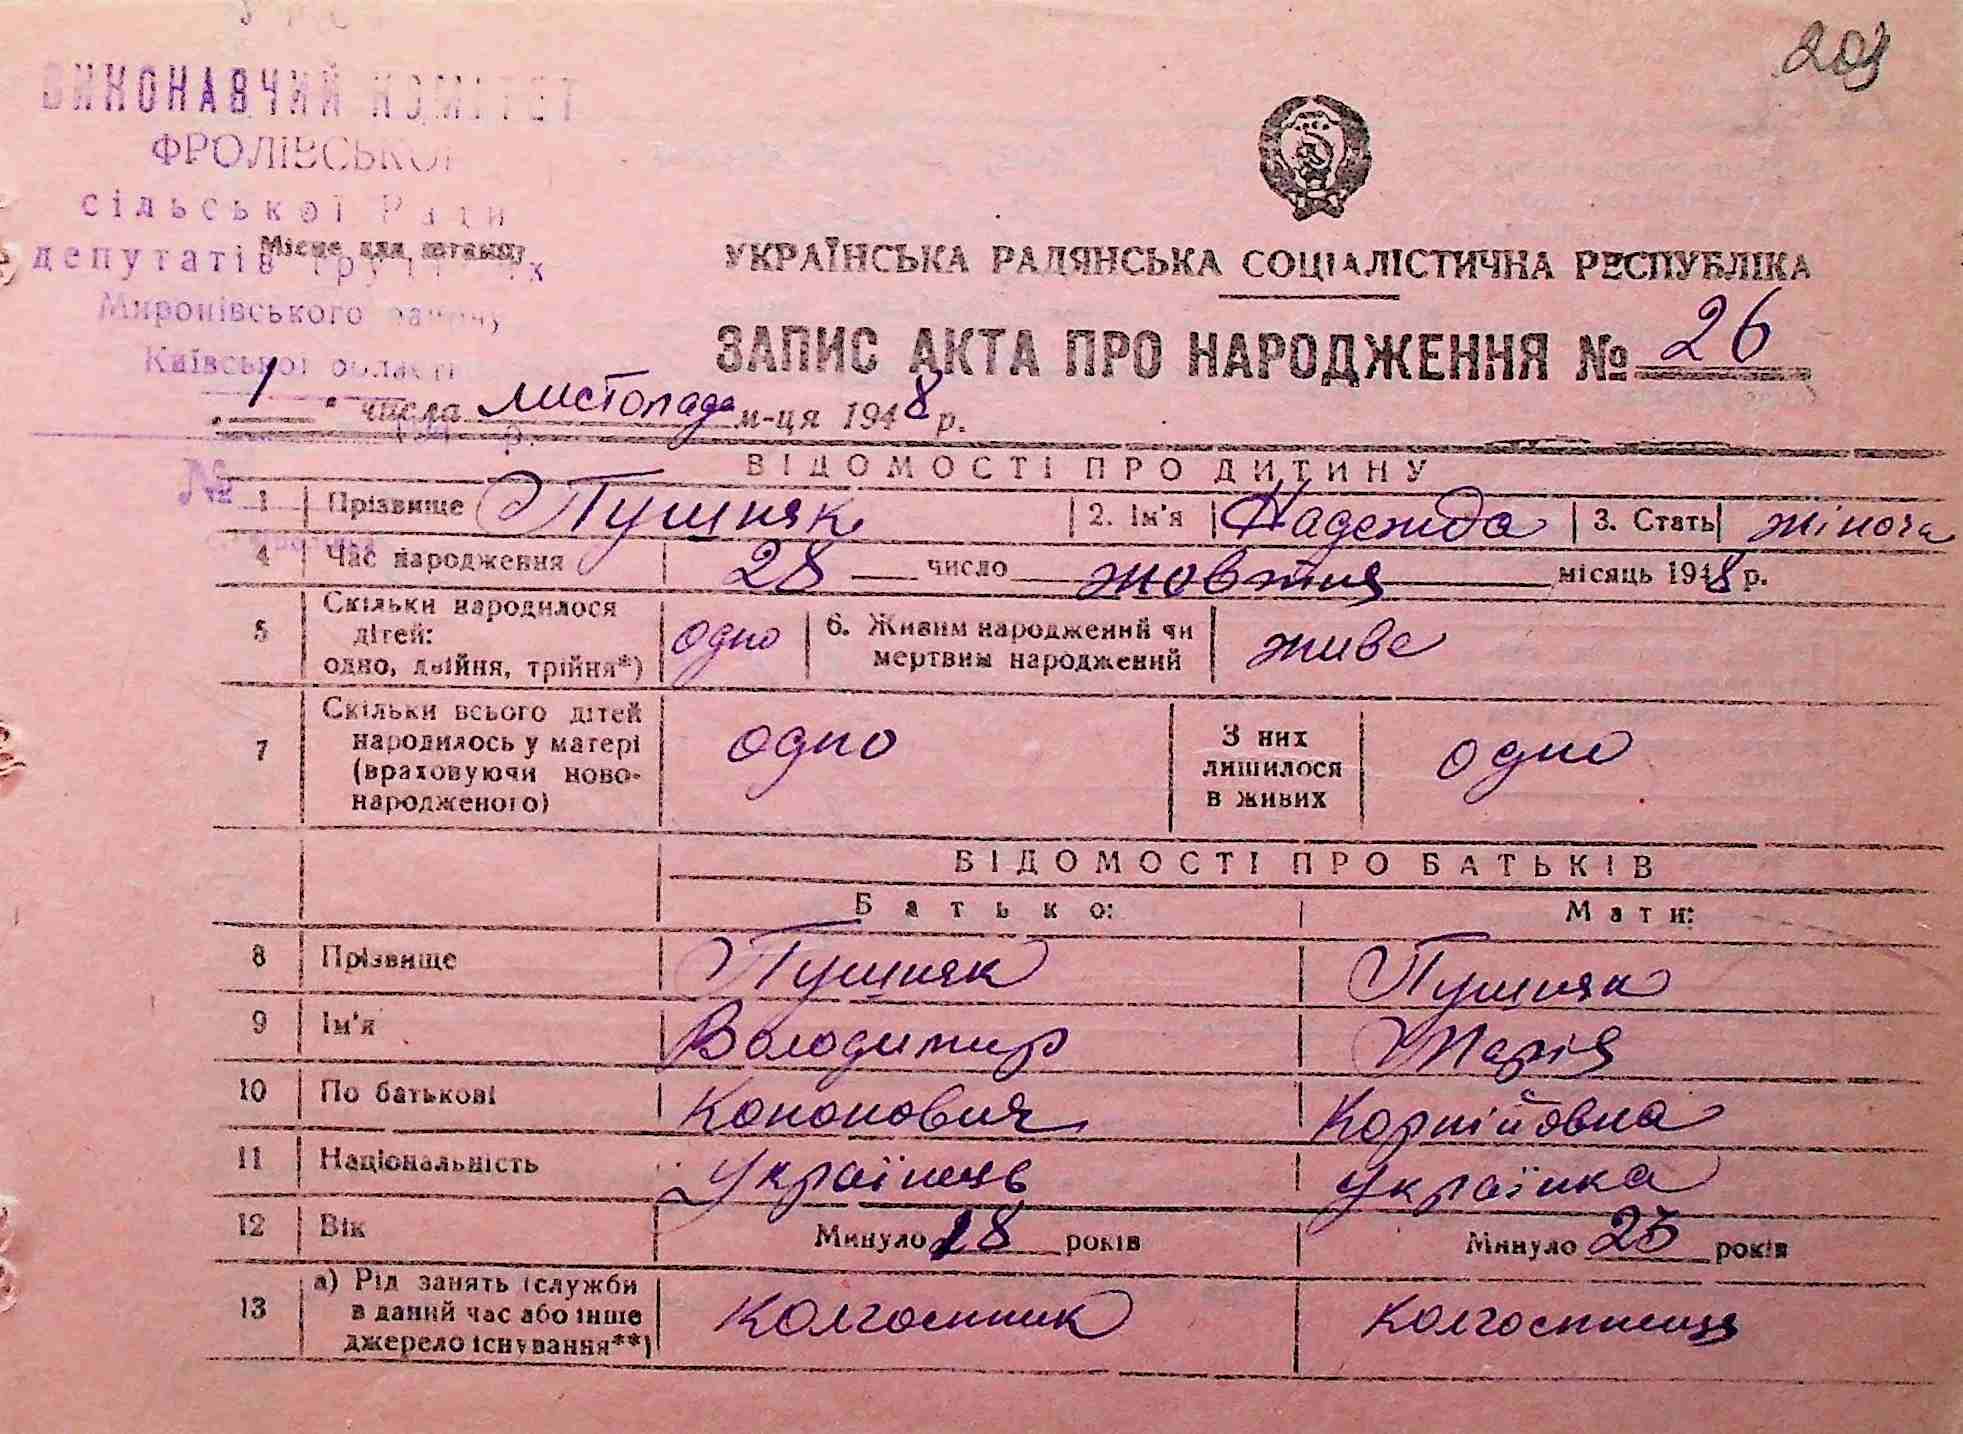 203
ВИКОНАВЧИЙ КОМІТЕТ
ФРОЛІВСЬКОЇ
сільської Ради
депутатів
Місце для штампу
Миронівського району
Київської області
УКРАЇНСЬКА РАДЯНСЬКА СОЦІАЛІСТИЧНА РЕСПУБЛІКА
ЗАПИС АКТА ПРО НАРОДЖЕННЯ № 26
„1“ числа листопада м-ця 1948 р.
№
ВІДОМОСТІ ПРО ДИТИНУ
1 Прізвище Пушняк 2. Ім'я Надежда 3. Стать жіноча
4 Час народження 28 число жовтня місяць 1948 р.
5 Скільки народилося дітей: одно, двійня, трійня*) одно 6. Живим народжений чи мертвим народжений живе
7 Скільки всього дітей народилось у матері (враховуючи ново-народженого) одно З них лишилося в живих одно
ВІДОМОСТІ ПРО БАТЬКІВ
Батько: Мати:
8 Прізвище Пушняк Пушняк
9 Ім'я Володимир Марія
10 По батькові Кононович Корнійовна
11 Національність Українець Українка
12 Вік Минуло 28 років Минуло 25 років
13 а) Рід занять (служби в даний час або інше джерело існування**) Колгоспник Колгоспниця